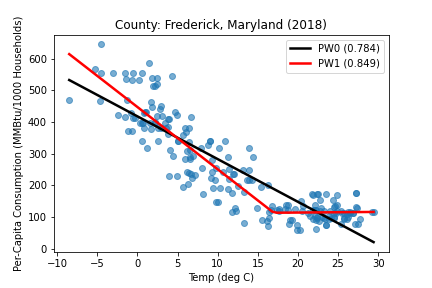 County: Frederick, Maryland (2018)
PW0 (0.784)
PW1 (0.849)
Per-Capita Consumption (MMBtu/1000 Households)
600
500
400
300
200
100
0
−10 −5 0 5 10 15 20 25 30
Temp (deg C)